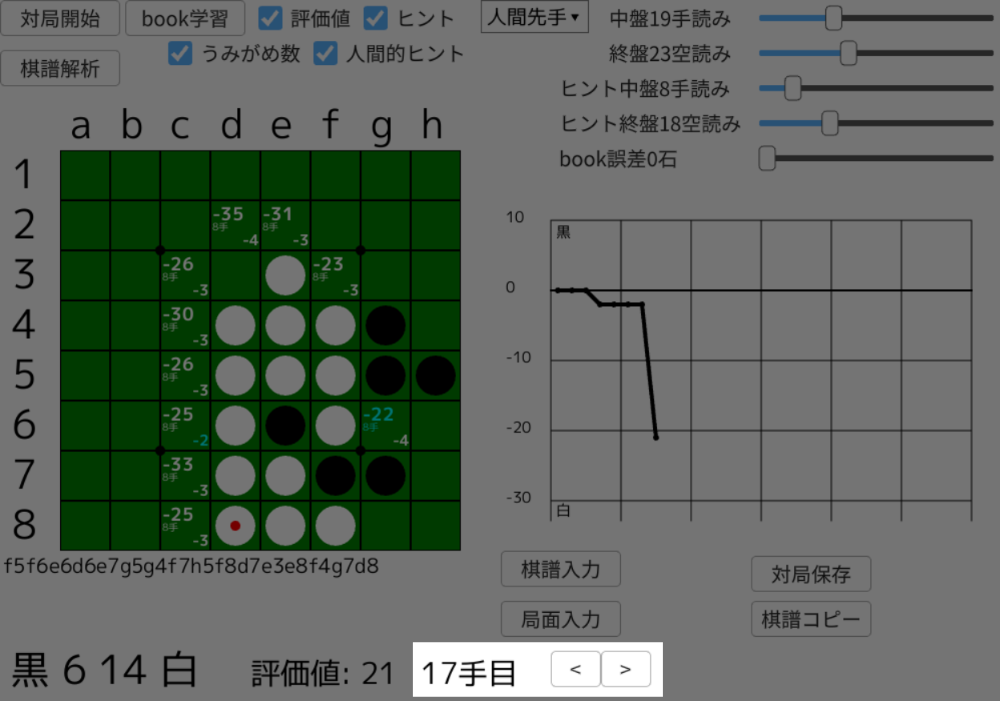 対局開始 book学習 評価値 ヒント 人間先手▾ 中盤19手読み
うみがめ数 人間的ヒント 終盤23空読み
棋譜解析
ヒント中盤8手読み
ヒント終盤18空読み
book誤差0石
a b c d e f g h
1
2 -35 8手 -4 -31 8手 -3
3 -26 8手 -3 -23 8手 -3
4 -30 8手 -3
5 -26 8手 -3
6 -25 8手 -2 -22 8手 -4
7 -33 8手 -3
8 -25 8手 -3
10
黒
0
-10
-20
-30
白
f5f6e6d6e7g5g4f7h5f8d7e3e8f4g7d8
棋譜入力 対局保存
局面入力 棋譜コピー
黒 6 14 白 評価値: 21 17手目 < >